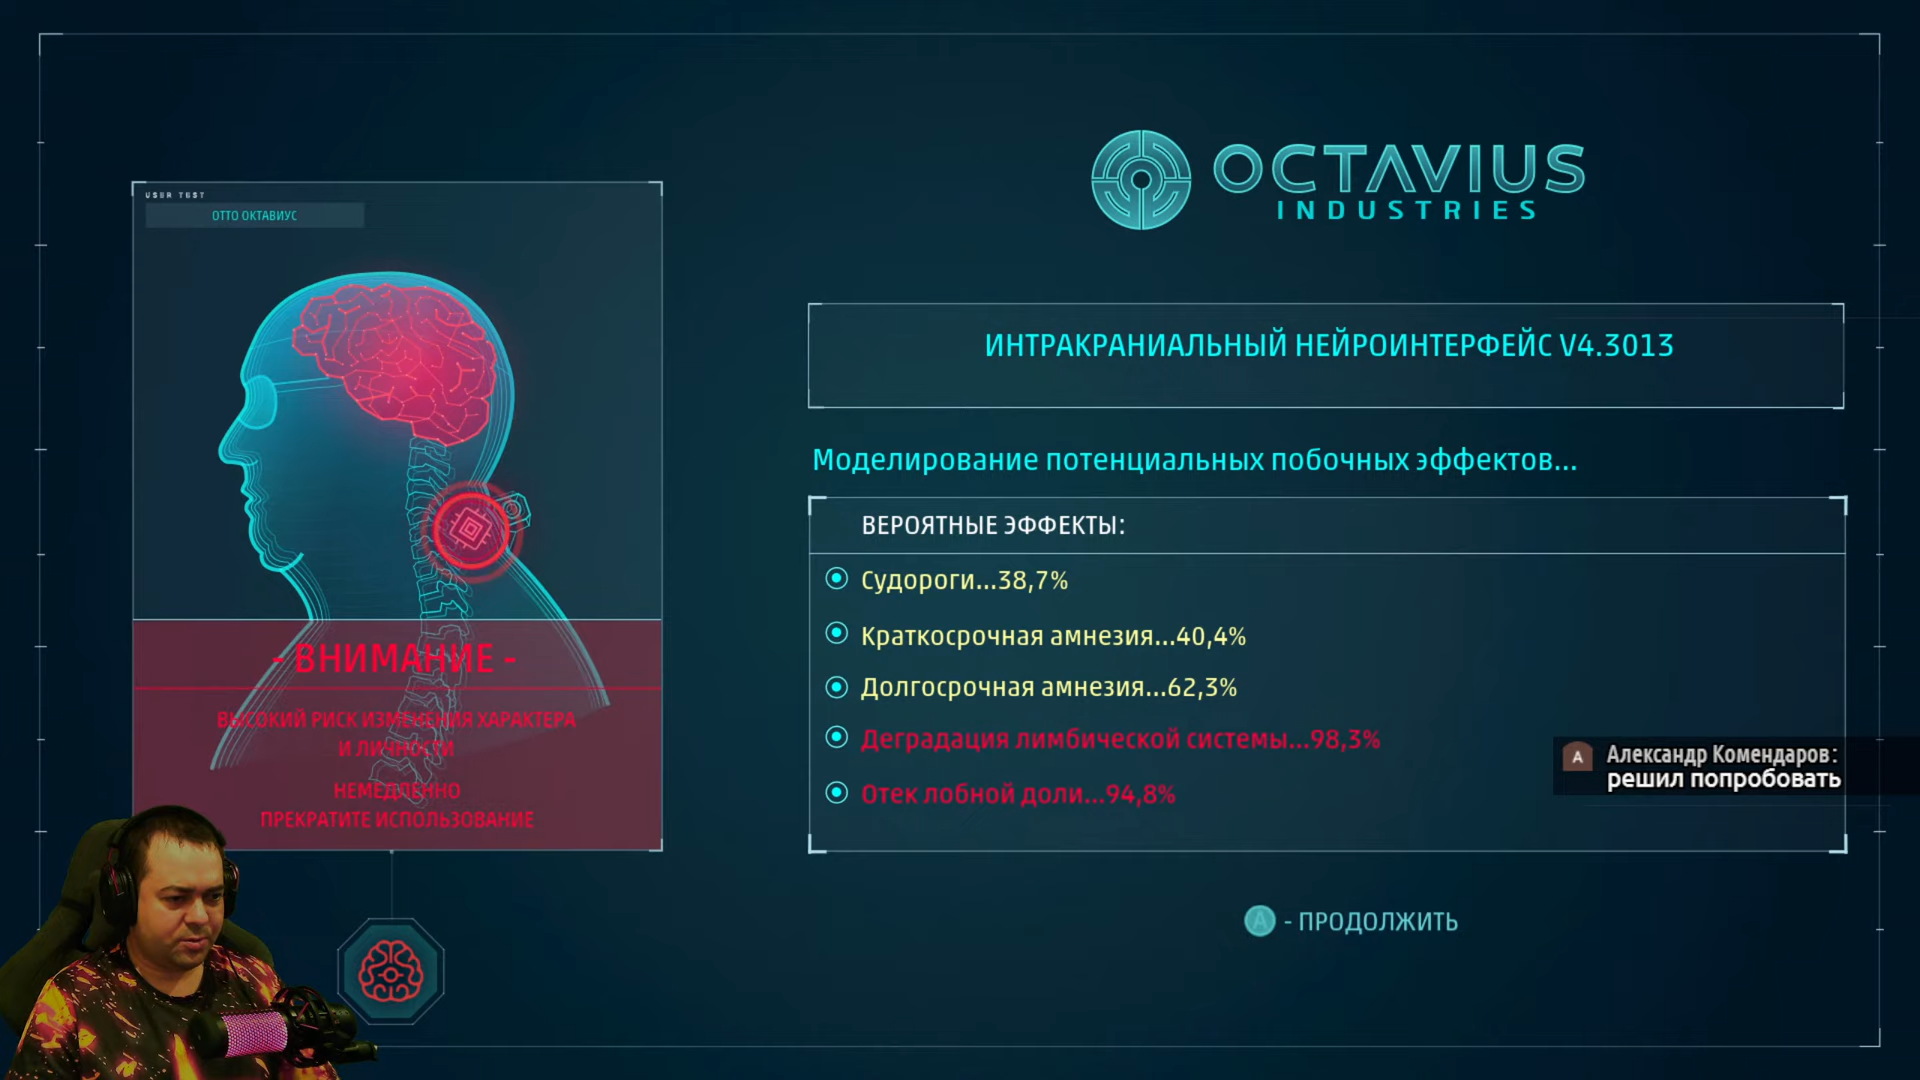 USER TEST
ОТТО ОКТАВИУС
- ВНИМАНИЕ -
ВЫСОКИЙ РИСК ИЗМЕНЕНИЯ ХАРАКТЕРА
И ЛИЧНОСТИ
НЕМЕДЛЕННО
ПРЕКРАТИТЕ ИСПОЛЬЗОВАНИЕ
OCTAVIUS
INDUSTRIES
ИНТРАКРАНИАЛЬНЫЙ НЕЙРОИНТЕРФЕЙС V4.3013
Моделирование потенциальных побочных эффектов...
ВЕРОЯТНЫЕ ЭФФЕКТЫ:
Судороги...38,7%
Краткосрочная амнезия...40,4%
Долгосрочная амнезия...62,3%
Деградация лимбической системы...98,3%
Отек лобной доли...94,8%
А Александр Комендаров:
решил попробовать
A - ПРОДОЛЖИТЬ